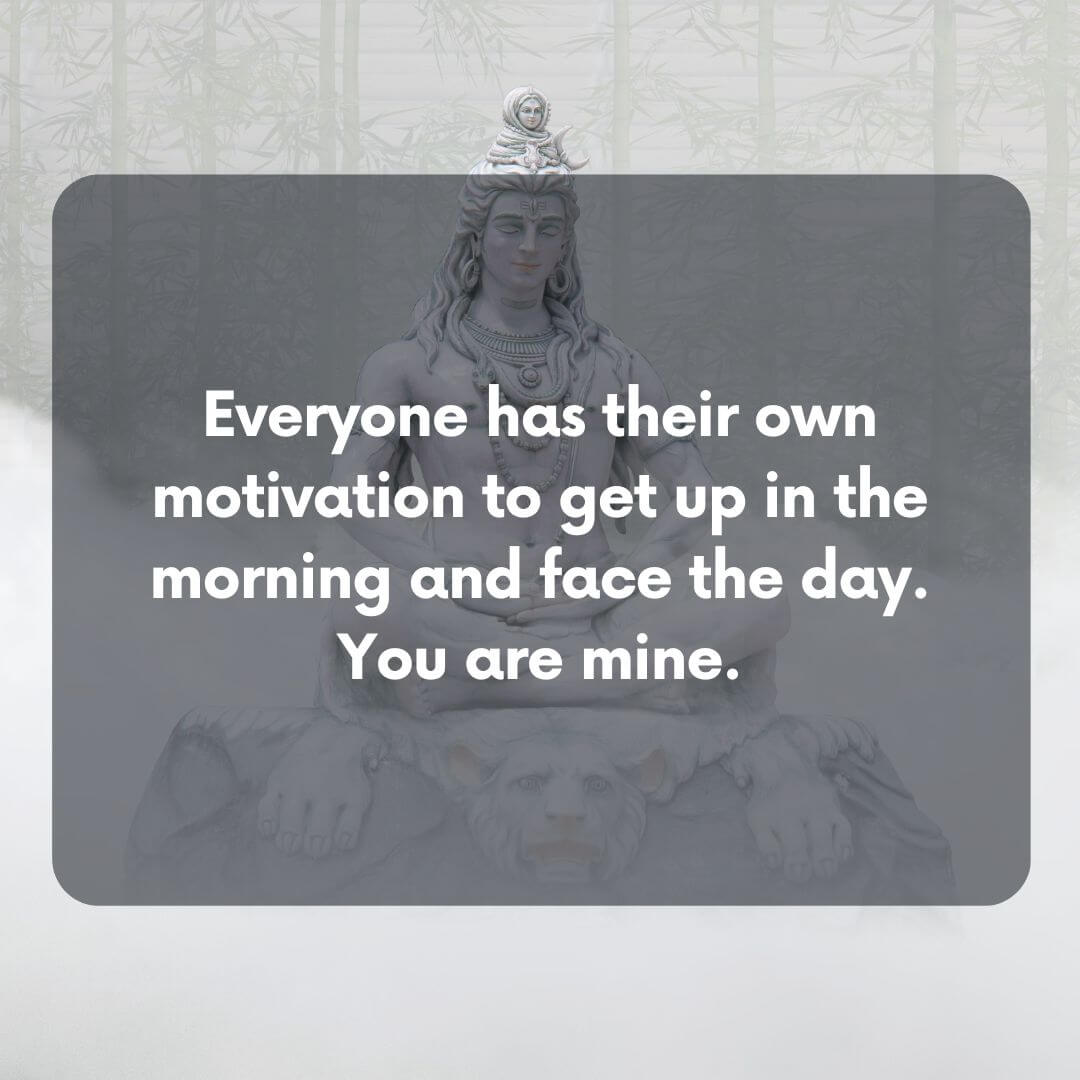 Everyone has their own
motivation to get up in the
morning and face the day.
You are mine.